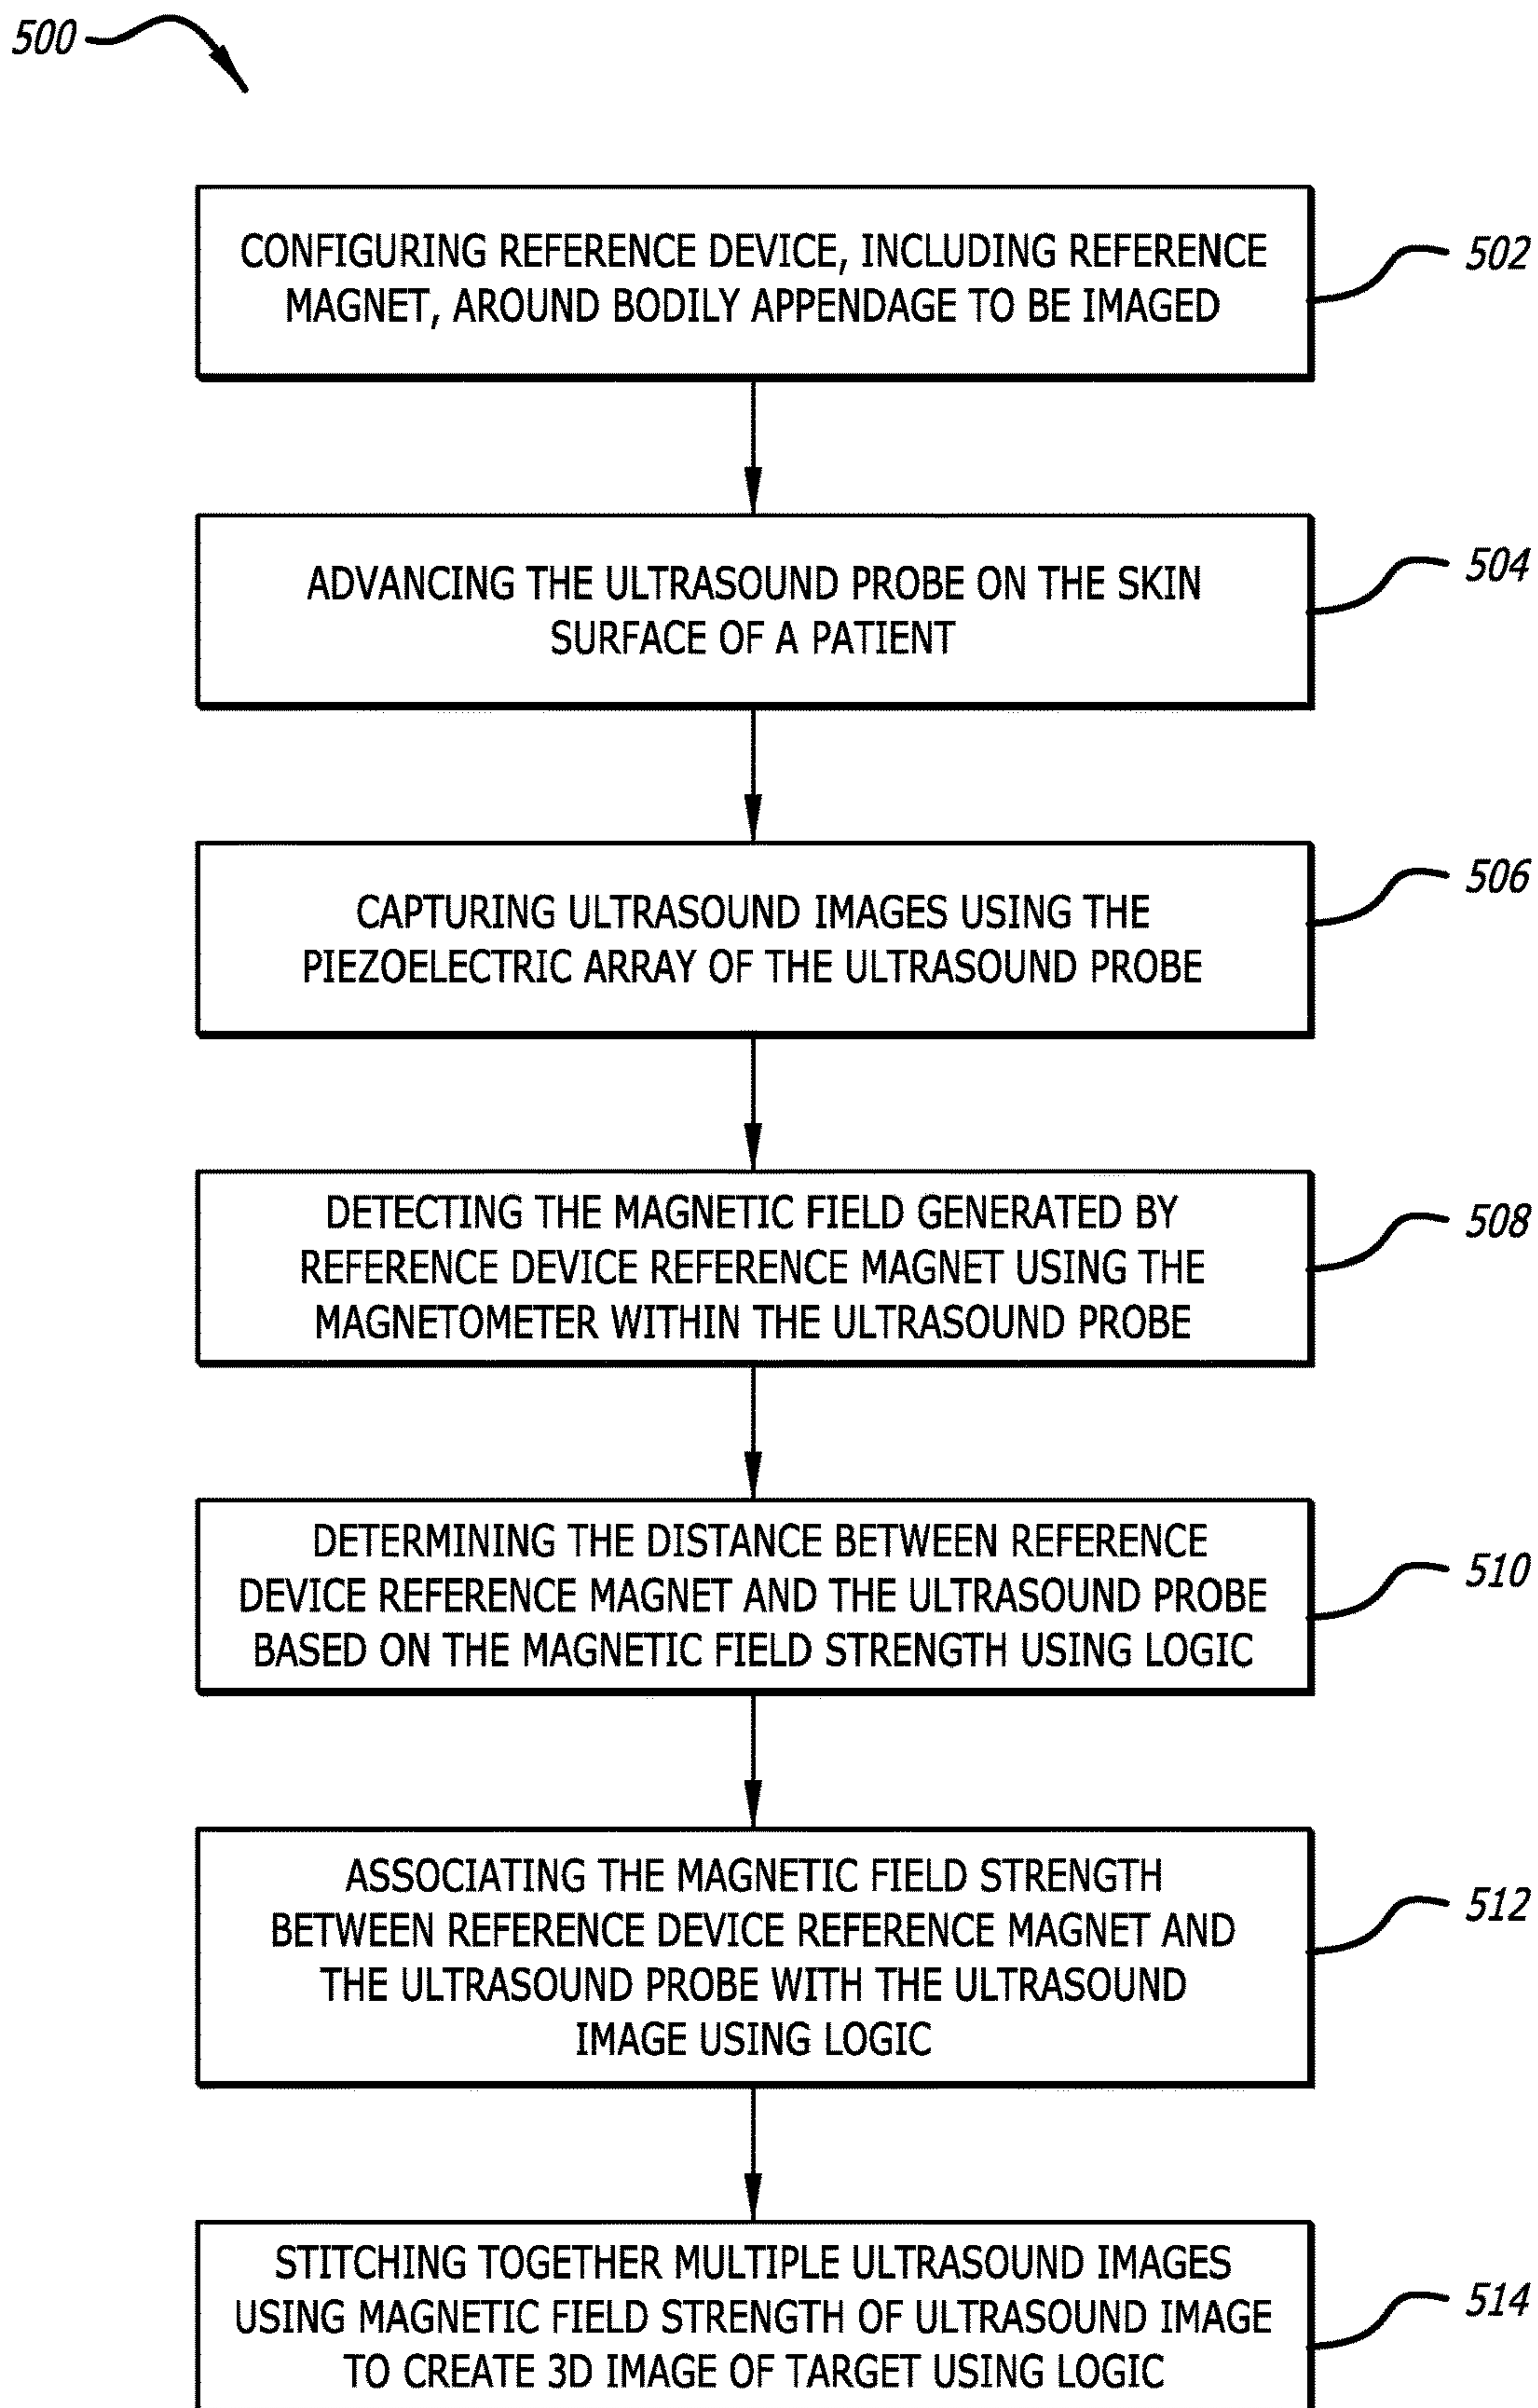 500
CONFIGURING REFERENCE DEVICE, INCLUDING REFERENCE
MAGNET, AROUND BODILY APPENDAGE TO BE IMAGED
502
ADVANCING THE ULTRASOUND PROBE ON THE SKIN
SURFACE OF A PATIENT
504
CAPTURING ULTRASOUND IMAGES USING THE
PIEZOELECTRIC ARRAY OF THE ULTRASOUND PROBE
506
DETECTING THE MAGNETIC FIELD GENERATED BY
REFERENCE DEVICE REFERENCE MAGNET USING THE
MAGNETOMETER WITHIN THE ULTRASOUND PROBE
508
DETERMINING THE DISTANCE BETWEEN REFERENCE
DEVICE REFERENCE MAGNET AND THE ULTRASOUND PROBE
BASED ON THE MAGNETIC FIELD STRENGTH USING LOGIC
510
ASSOCIATING THE MAGNETIC FIELD STRENGTH
BETWEEN REFERENCE DEVICE REFERENCE MAGNET AND
THE ULTRASOUND PROBE WITH THE ULTRASOUND
IMAGE USING LOGIC
512
STITCHING TOGETHER MULTIPLE ULTRASOUND IMAGES
USING MAGNETIC FIELD STRENGTH OF ULTRASOUND IMAGE
TO CREATE 3D IMAGE OF TARGET USING LOGIC
514